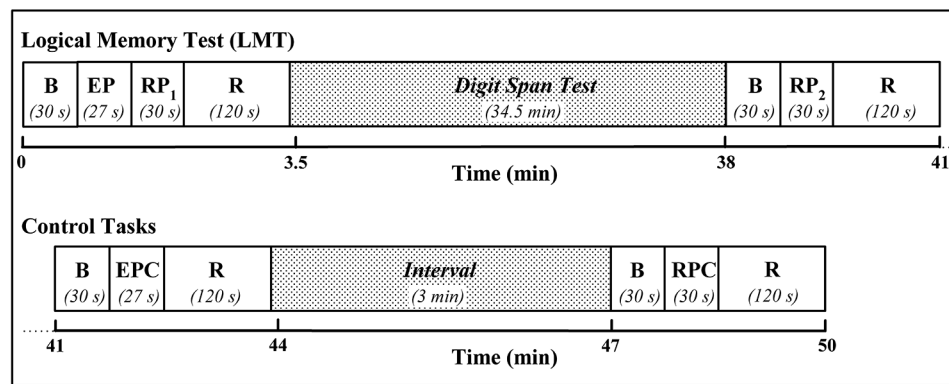 Logical Memory Test (LMT)
B EP RP1 R Digit Span Test B RP2 R
(30 s) (27 s) (30 s) (120 s) (34.5 min) (30 s) (30 s) (120 s)
0 3.5 38 41
Time (min)
Control Tasks
B EPC R Interval B RPC R
(30 s) (27 s) (120 s) (3 min) (30 s) (30 s) (120 s)
41 44 47 50
Time (min)